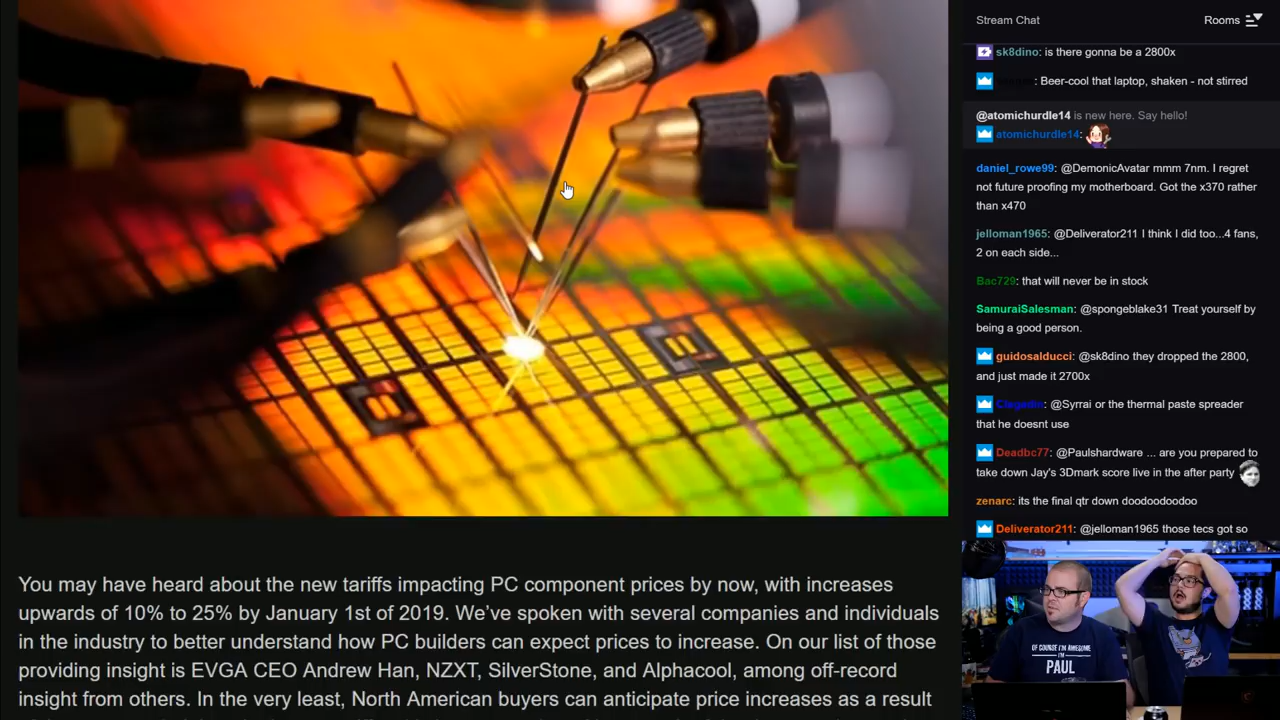 You may have heard about the new tariffs impacting PC component prices by now, with increases
upwards of 10% to 25% by January 1st of 2019. We've spoken with several companies and individuals
in the industry to better understand how PC builders can expect prices to increase. On our list of those
providing insight is EVGA CEO Andrew Han, NZXT, SilverStone, and Alphacool, among off-record
insight from others. In the very least, North American buyers can anticipate price increases as a result
Stream Chat
Rooms
sk8dino: is there gonna be a 2800x
: Beer-cool that laptop, shaken - not stirred
@atomichurdle14 is new here. Say hello!
atomichurdle14:
daniel_rowe99: @DemonicAvatar mmm 7nm. I regret
not future proofing my motherboard. Got the x370 rather
than x470
jelloman1965: @Deliverator211 I think I did too...4 fans,
2 on each side...
Bac729: that will never be in stock
SamuraiSalesman: @spongeblake31 Treat yourself by
being a good person.
guidosalducci: @sk8dino they dropped the 2800,
and just made it 2700x
: @Syrrai or the thermal paste spreader
that he doesnt use
Deadbc77: @Paulshardware ... are you prepared to
take down Jay's 3Dmark score live in the after party
zenarc: its the final qtr down doodoodoodoo
Deliverator211: @jelloman1965 those tecs got so
OF COURSE I'M AWESOME
I'M
PAUL